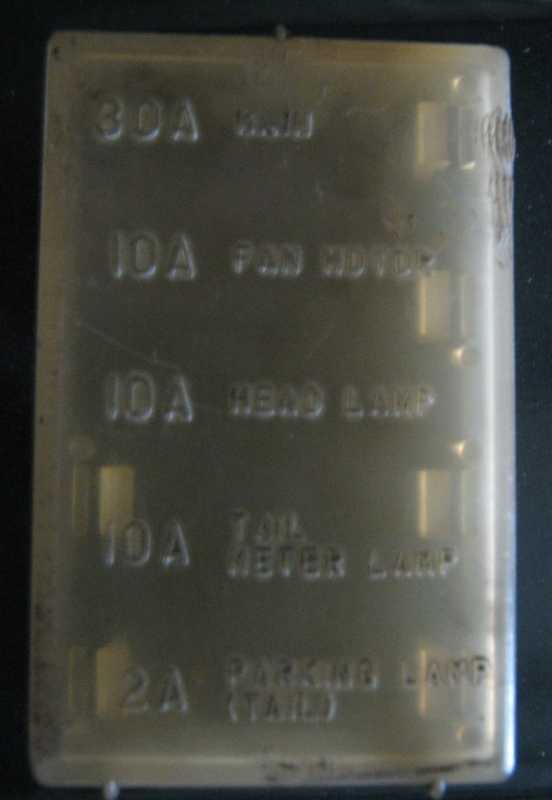 30A MAIN
10A FAN MOTOR
10A HEAD LAMP
10A TAIL
METER LAMP
2A PARKING LAMP
(TAIL)